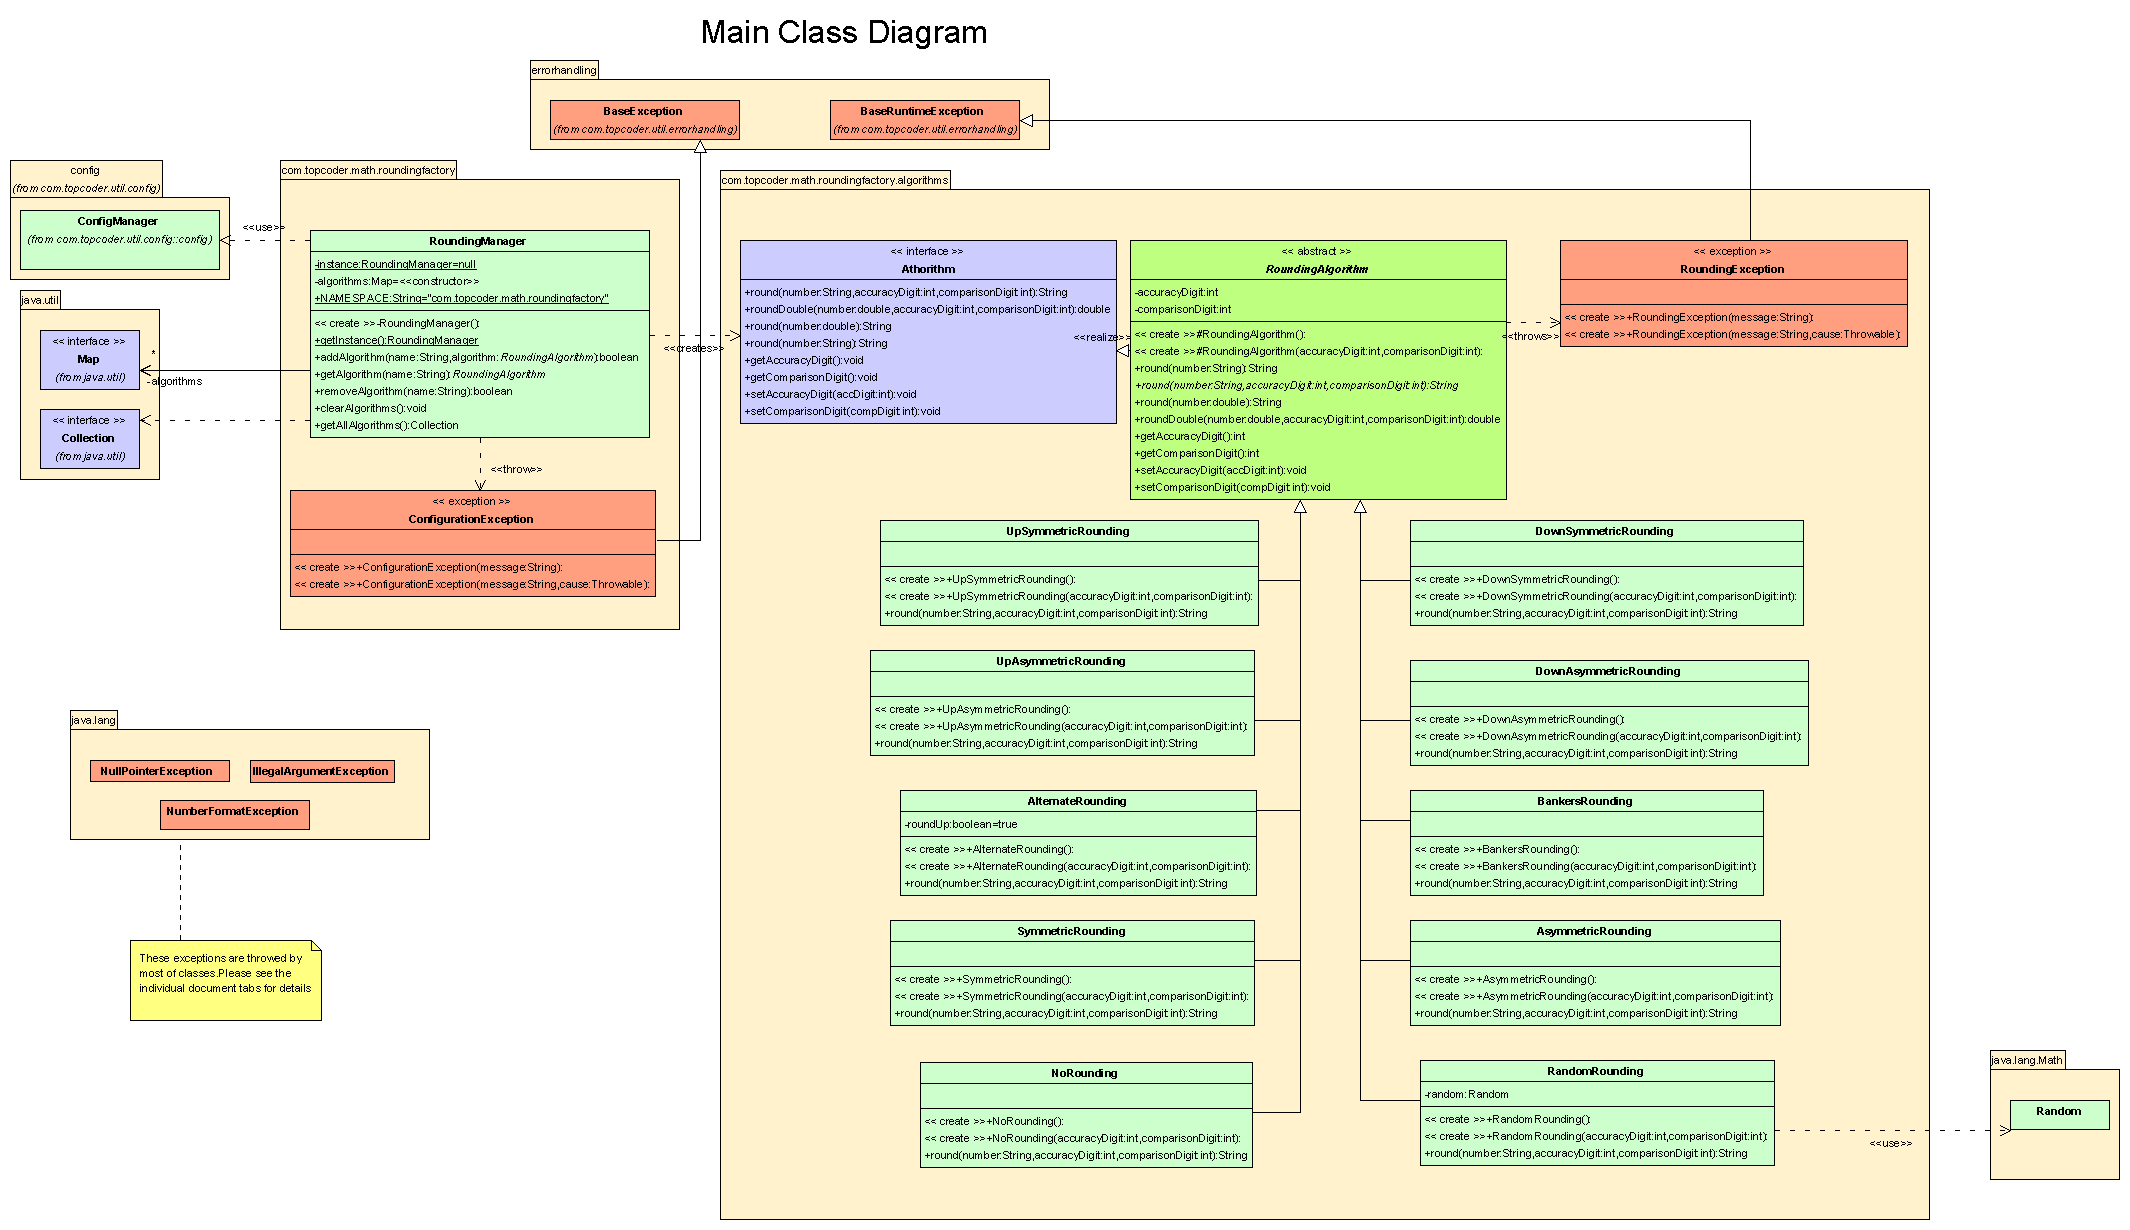 Main Class Diagram
errorhandling
BaseException
(from com.topcoder.util.errorhandling)
BaseRuntimeException
(from com.topcoder.util.errorhandling)
config
(from com.topcoder.util.config)
ConfigManager
(from com.topcoder.util.config::config)
<<use>>
java.util
<< interface >>
Map
(from java.util)
*
-algorithms
<< interface >>
Collection
(from java.util)
com.topcoder.math.roundingfactory
RoundingManager
-instance:RoundingManager=null
-algorithms:Map=<<constructor>>
+NAMESPACE:String="com.topcoder.math.roundingfactory"
<< create >>-RoundingManager():
+getInstance():RoundingManager
+addAlgorithm(name:String,algorithm:RoundingAlgorithm):boolean
+getAlgorithm(name:String):RoundingAlgorithm
+removeAlgorithm(name:String):boolean
+clearAlgorithms():void
+getAllAlgorithms():Collection
<<throw>>
<< exception >>
ConfigurationException
<< create >>+ConfigurationException(message:String):
<< create >>+ConfigurationException(message:String,cause:Throwable):
<<creates>>
com.topcoder.math.roundingfactory.algorithms
<< interface >>
Athorithm
+round(number:String,accuracyDigit:int,comparisonDigit:int):String
+roundDouble(number:double,accuracyDigit:int,comparisonDigit:int):double
+round(number:double):String
+round(number:String):String
+getAccuracyDigit():void
+getComparisonDigit():void
+setAccuracyDigit(accDigit:int):void
+setComparisonDigit(compDigit:int):void
<<realize>>
<< abstract >>
RoundingAlgorithm
-accuracyDigit:int
-comparisonDigit:int
<< create >>#RoundingAlgorithm():
<< create >>#RoundingAlgorithm(accuracyDigit:int,comparisonDigit:int):
+round(number:String):String
+round(number:String,accuracyDigit:int,comparisonDigit:int):String
+round(number:double):String
+roundDouble(number:double,accuracyDigit:int,comparisonDigit:int):double
+getAccuracyDigit():int
+getComparisonDigit():int
+setAccuracyDigit(accDigit:int):void
+setComparisonDigit(compDigit:int):void
<<throws>>
<< exception >>
RoundingException
<< create >>+RoundingException(message:String):
<< create >>+RoundingException(message:String,cause:Throwable):
UpSymmetricRounding
<< create >>+UpSymmetricRounding():
<< create >>+UpSymmetricRounding(accuracyDigit:int,comparisonDigit:int):
+round(number:String,accuracyDigit:int,comparisonDigit:int):String
DownSymmetricRounding
<< create >>+DownSymmetricRounding():
<< create >>+DownSymmetricRounding(accuracyDigit:int,comparisonDigit:int):
+round(number:String,accuracyDigit:int,comparisonDigit:int):String
UpAsymmetricRounding
<< create >>+UpAsymmetricRounding():
<< create >>+UpAsymmetricRounding(accuracyDigit:int,comparisonDigit:int):
+round(number:String,accuracyDigit:int,comparisonDigit:int):String
DownAsymmetricRounding
<< create >>+DownAsymmetricRounding():
<< create >>+DownAsymmetricRounding(accuracyDigit:int,comparisonDigit:int):
+round(number:String,accuracyDigit:int,comparisonDigit:int):String
AlternateRounding
-roundUp:boolean=true
<< create >>+AlternateRounding():
<< create >>+AlternateRounding(accuracyDigit:int,comparisonDigit:int):
+round(number:String,accuracyDigit:int,comparisonDigit:int):String
BankersRounding
<< create >>+BankersRounding():
<< create >>+BankersRounding(accuracyDigit:int,comparisonDigit:int):
+round(number:String,accuracyDigit:int,comparisonDigit:int):String
SymmetricRounding
<< create >>+SymmetricRounding():
<< create >>+SymmetricRounding(accuracyDigit:int,comparisonDigit:int):
+round(number:String,accuracyDigit:int,comparisonDigit:int):String
AsymmetricRounding
<< create >>+AsymmetricRounding():
<< create >>+AsymmetricRounding(accuracyDigit:int,comparisonDigit:int):
+round(number:String,accuracyDigit:int,comparisonDigit:int):String
NoRounding
<< create >>+NoRounding():
<< create >>+NoRounding(accuracyDigit:int,comparisonDigit:int):
+round(number:String,accuracyDigit:int,comparisonDigit:int):String
RandomRounding
-random:Random
<< create >>+RandomRounding():
<< create >>+RandomRounding(accuracyDigit:int,comparisonDigit:int):
+round(number:String,accuracyDigit:int,comparisonDigit:int):String
<<use>>
java.lang.Math
Random
java.lang
NullPointerException
IllegalArgumentException
NumberFormatException
These exceptions are throwed by
most of classes.Please see the
individual document tabs for details